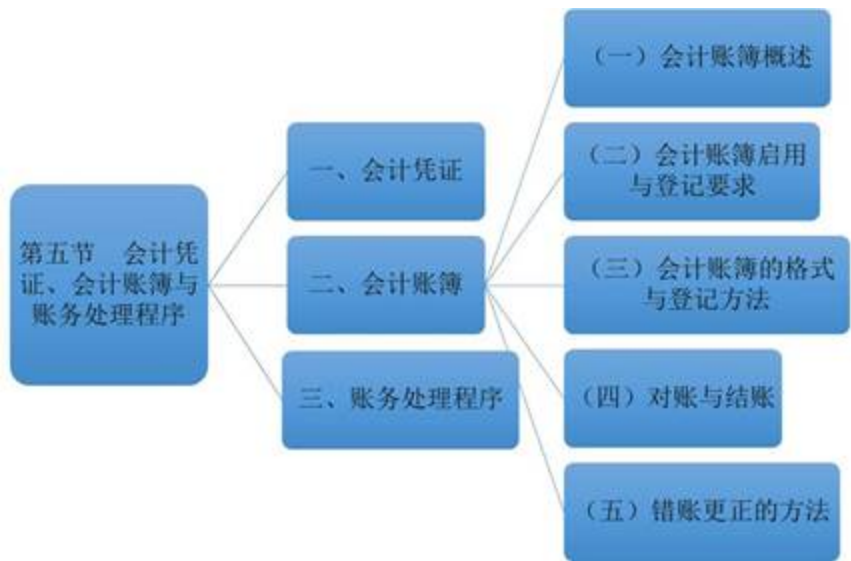 第五节　会计凭
证、会计账簿与
账务处理程序
一、会计凭证
二、会计账簿
三、账务处理程序
（一）会计账簿概述
（二）会计账簿启用
与登记要求
（三）会计账簿的格式
与登记方法
（四）对账与结账
（五）错账更正的方法